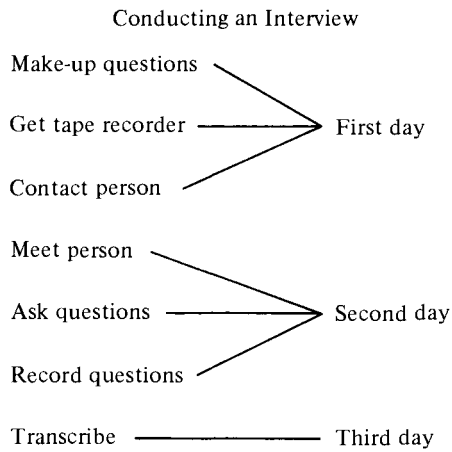 Conducting an Interview
Make-up questions
Get tape recorder
First day
Contact person
Meet person
Ask questions
Second day
Record questions
Transcribe
Third day